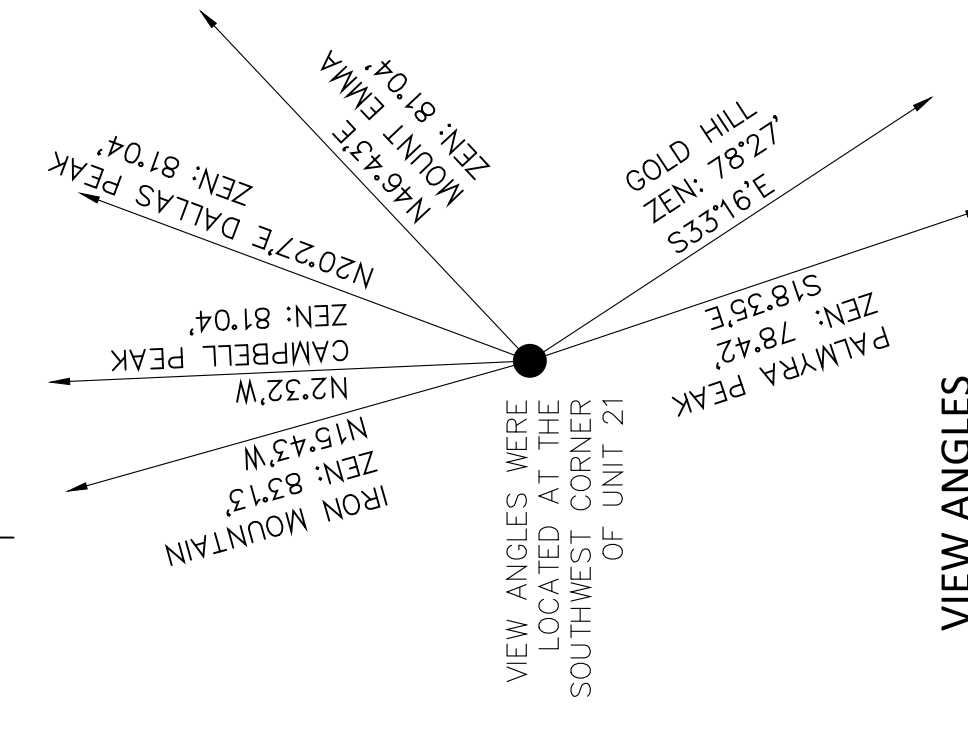 N46°43'E
MOUNT EMMA
ZEN: 81°04'
N20°27'E DALLAS PEAK
ZEN: 81°04'
N2°32'W
CAMPBELL PEAK
ZEN: 81°04'
IRON MOUNTAIN
ZEN: 83°13'
N15°43'W
GOLD HILL
ZEN: 78°27'
S33°16'E
PALMYRA PEAK
ZEN: 78°42'
S18°35'E
VIEW ANGLES WERE
LOCATED AT THE
SOUTHWEST CORNER
OF UNIT 21
VIEW ANGLES